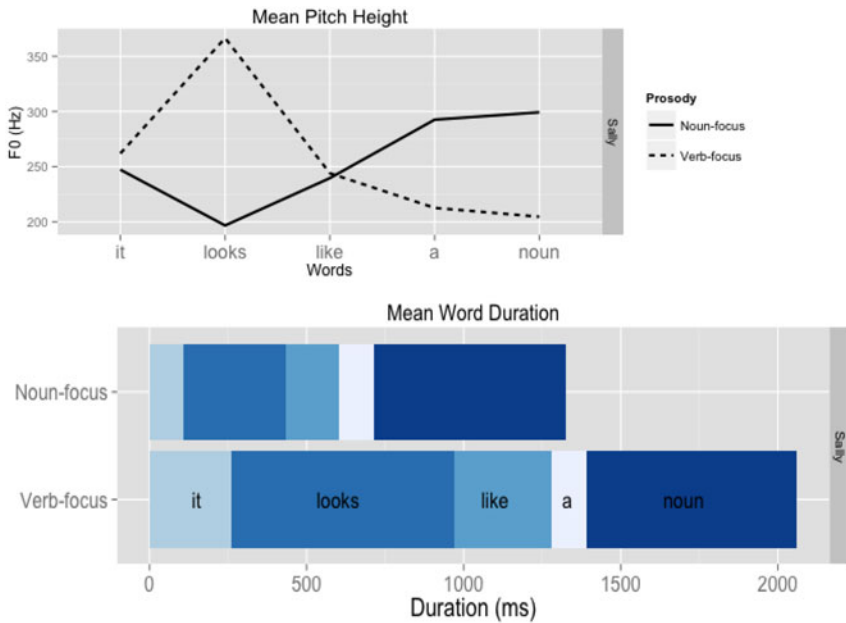 Mean Pitch Height
350
300
250
200
F0 (Hz)
it looks like a noun
Words
Sally
Prosody
Noun-focus
Verb-focus
Mean Word Duration
Noun-focus
Verb-focus
it looks like a noun
Sally
0 500 1000 1500 2000
Duration (ms)